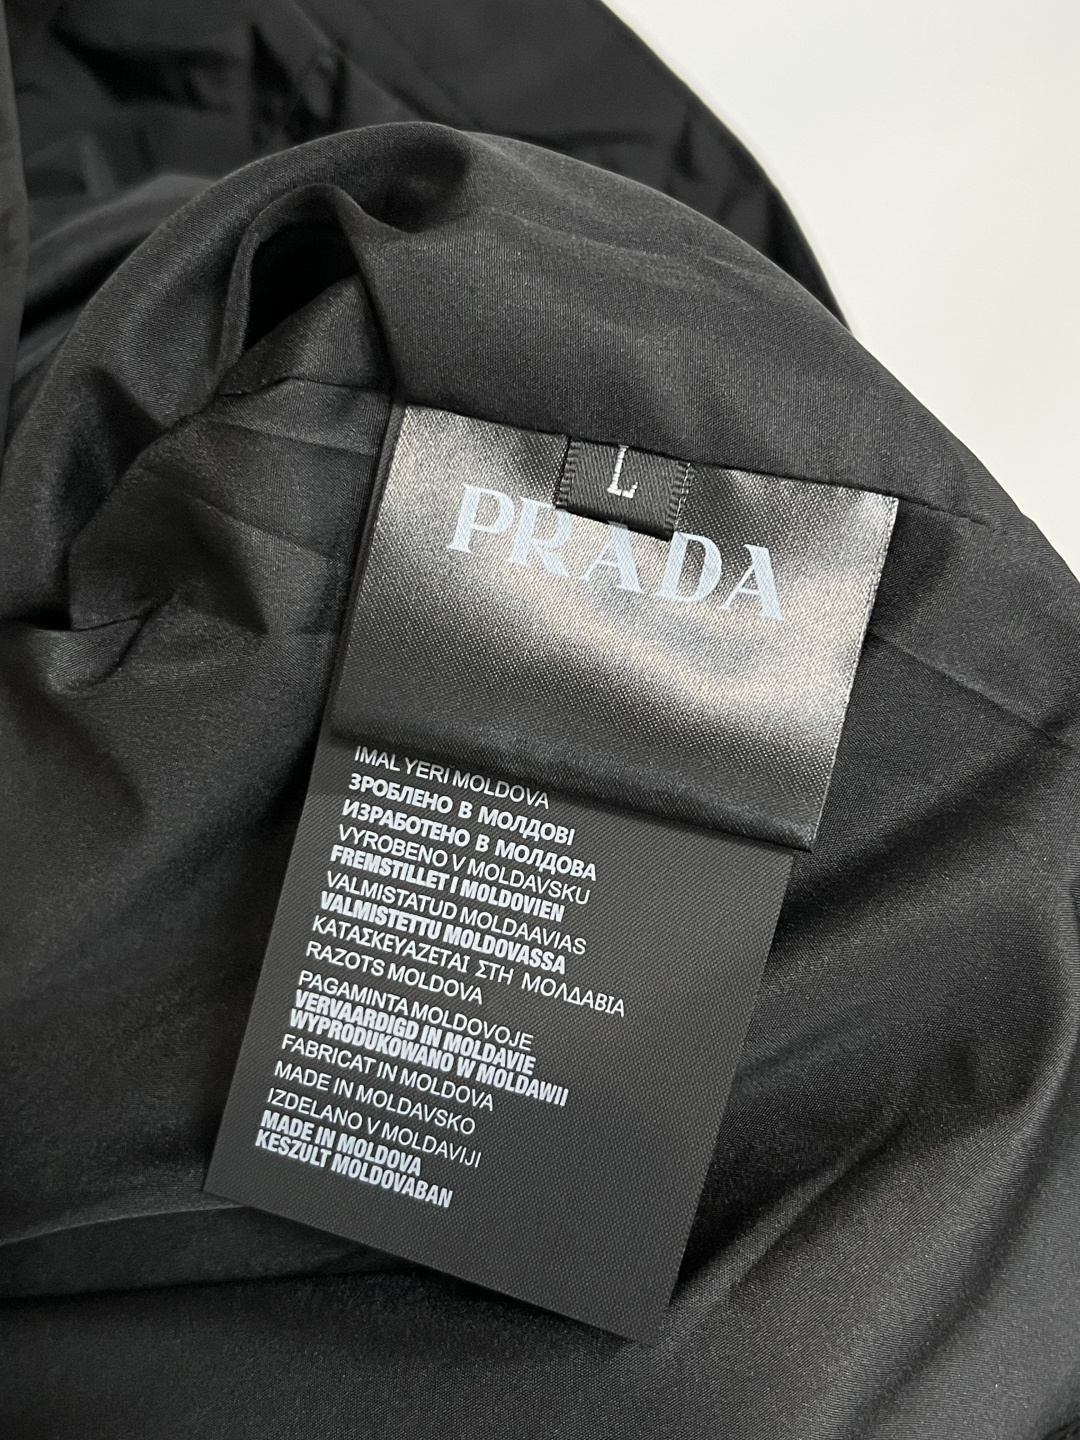 L
PRADA
IMAL YERI MOLDOVA
ЗРОБЛЕНО В МОЛДОВІ
ИЗРАБОТЕНО В МОЛДОВА
VYROBENO V MOLDAVSKU
FREMSTILLET I MOLDOVIEN
VALMISTATUD MOLDAAVIAS
VALMISTETTU MOLDOVASSA
ΚΑΤΑΣΚΕΥΑΖΕΤΑΙ ΣΤΗ ΜΟΛΔΑΒΙΑ
RAZOTS MOLDOVA
PAGAMINTA MOLDOVOJE
VERVAARDIGD IN MOLDAVIE
WYPRODUKOWANO W MOLDAWII
FABRICAT IN MOLDOVA
MADE IN MOLDAVSKO
IZDELANO V MOLDAVIJI
MADE IN MOLDOVA
KESZULT MOLDOVABAN